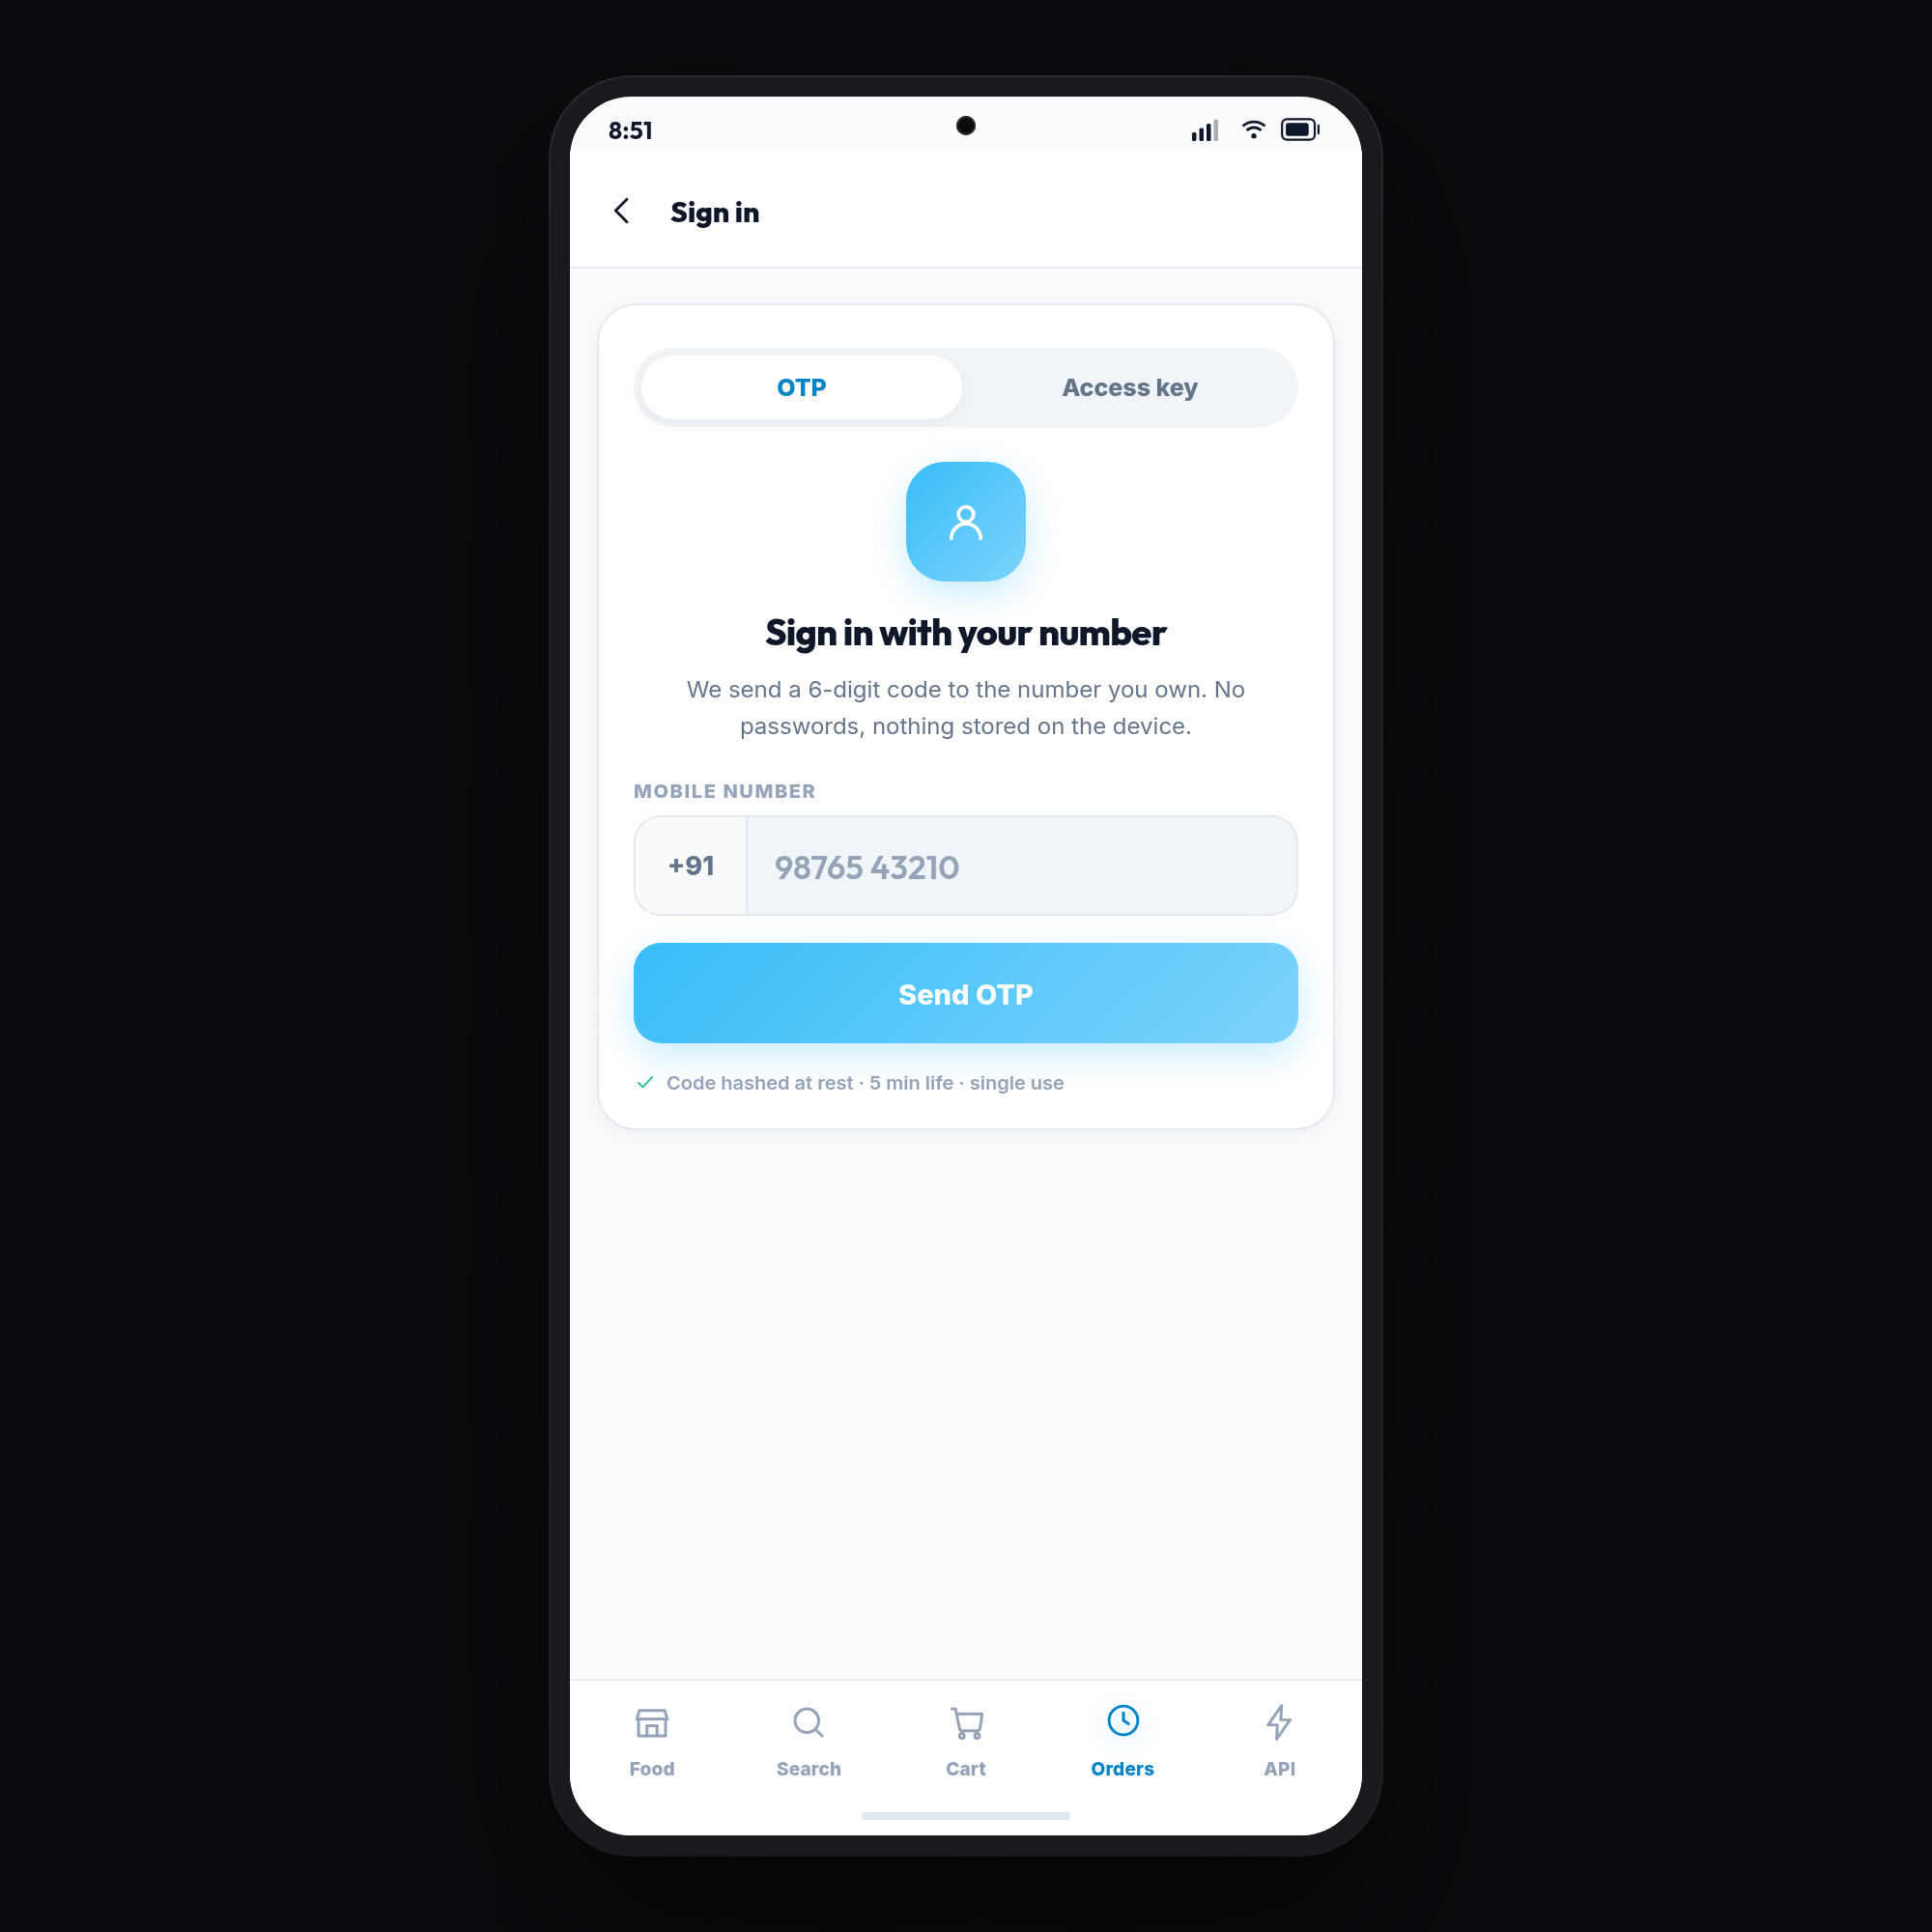 8:51
Sign in
OTP
Access key
Sign in with your number
We send a 6-digit code to the number you own. No
passwords, nothing stored on the device.
MOBILE NUMBER
+91
98765 43210
Send OTP
Code hashed at rest · 5 min life · single use
Food
Search
Cart
Orders
API